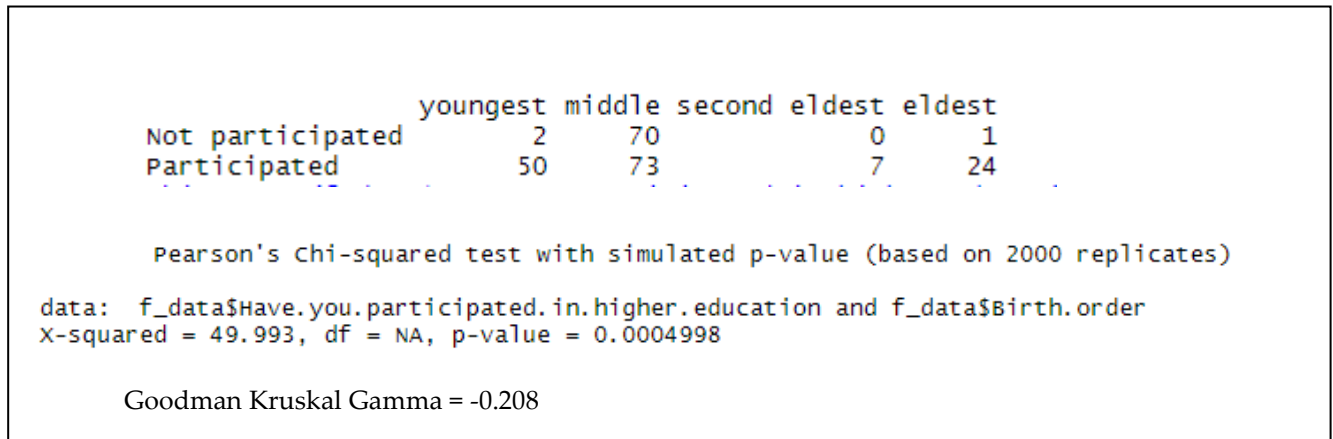 youngest middle second eldest eldest
Not participated 2 70 0 1
Participated 50 73 7 24
Pearson's Chi-squared test with simulated p-value (based on 2000 replicates)
data: f_data$Have.you.participated.in.higher.education and f_data$Birth.order
X-squared = 49.993, df = NA, p-value = 0.0004998
Goodman Kruskal Gamma = -0.208